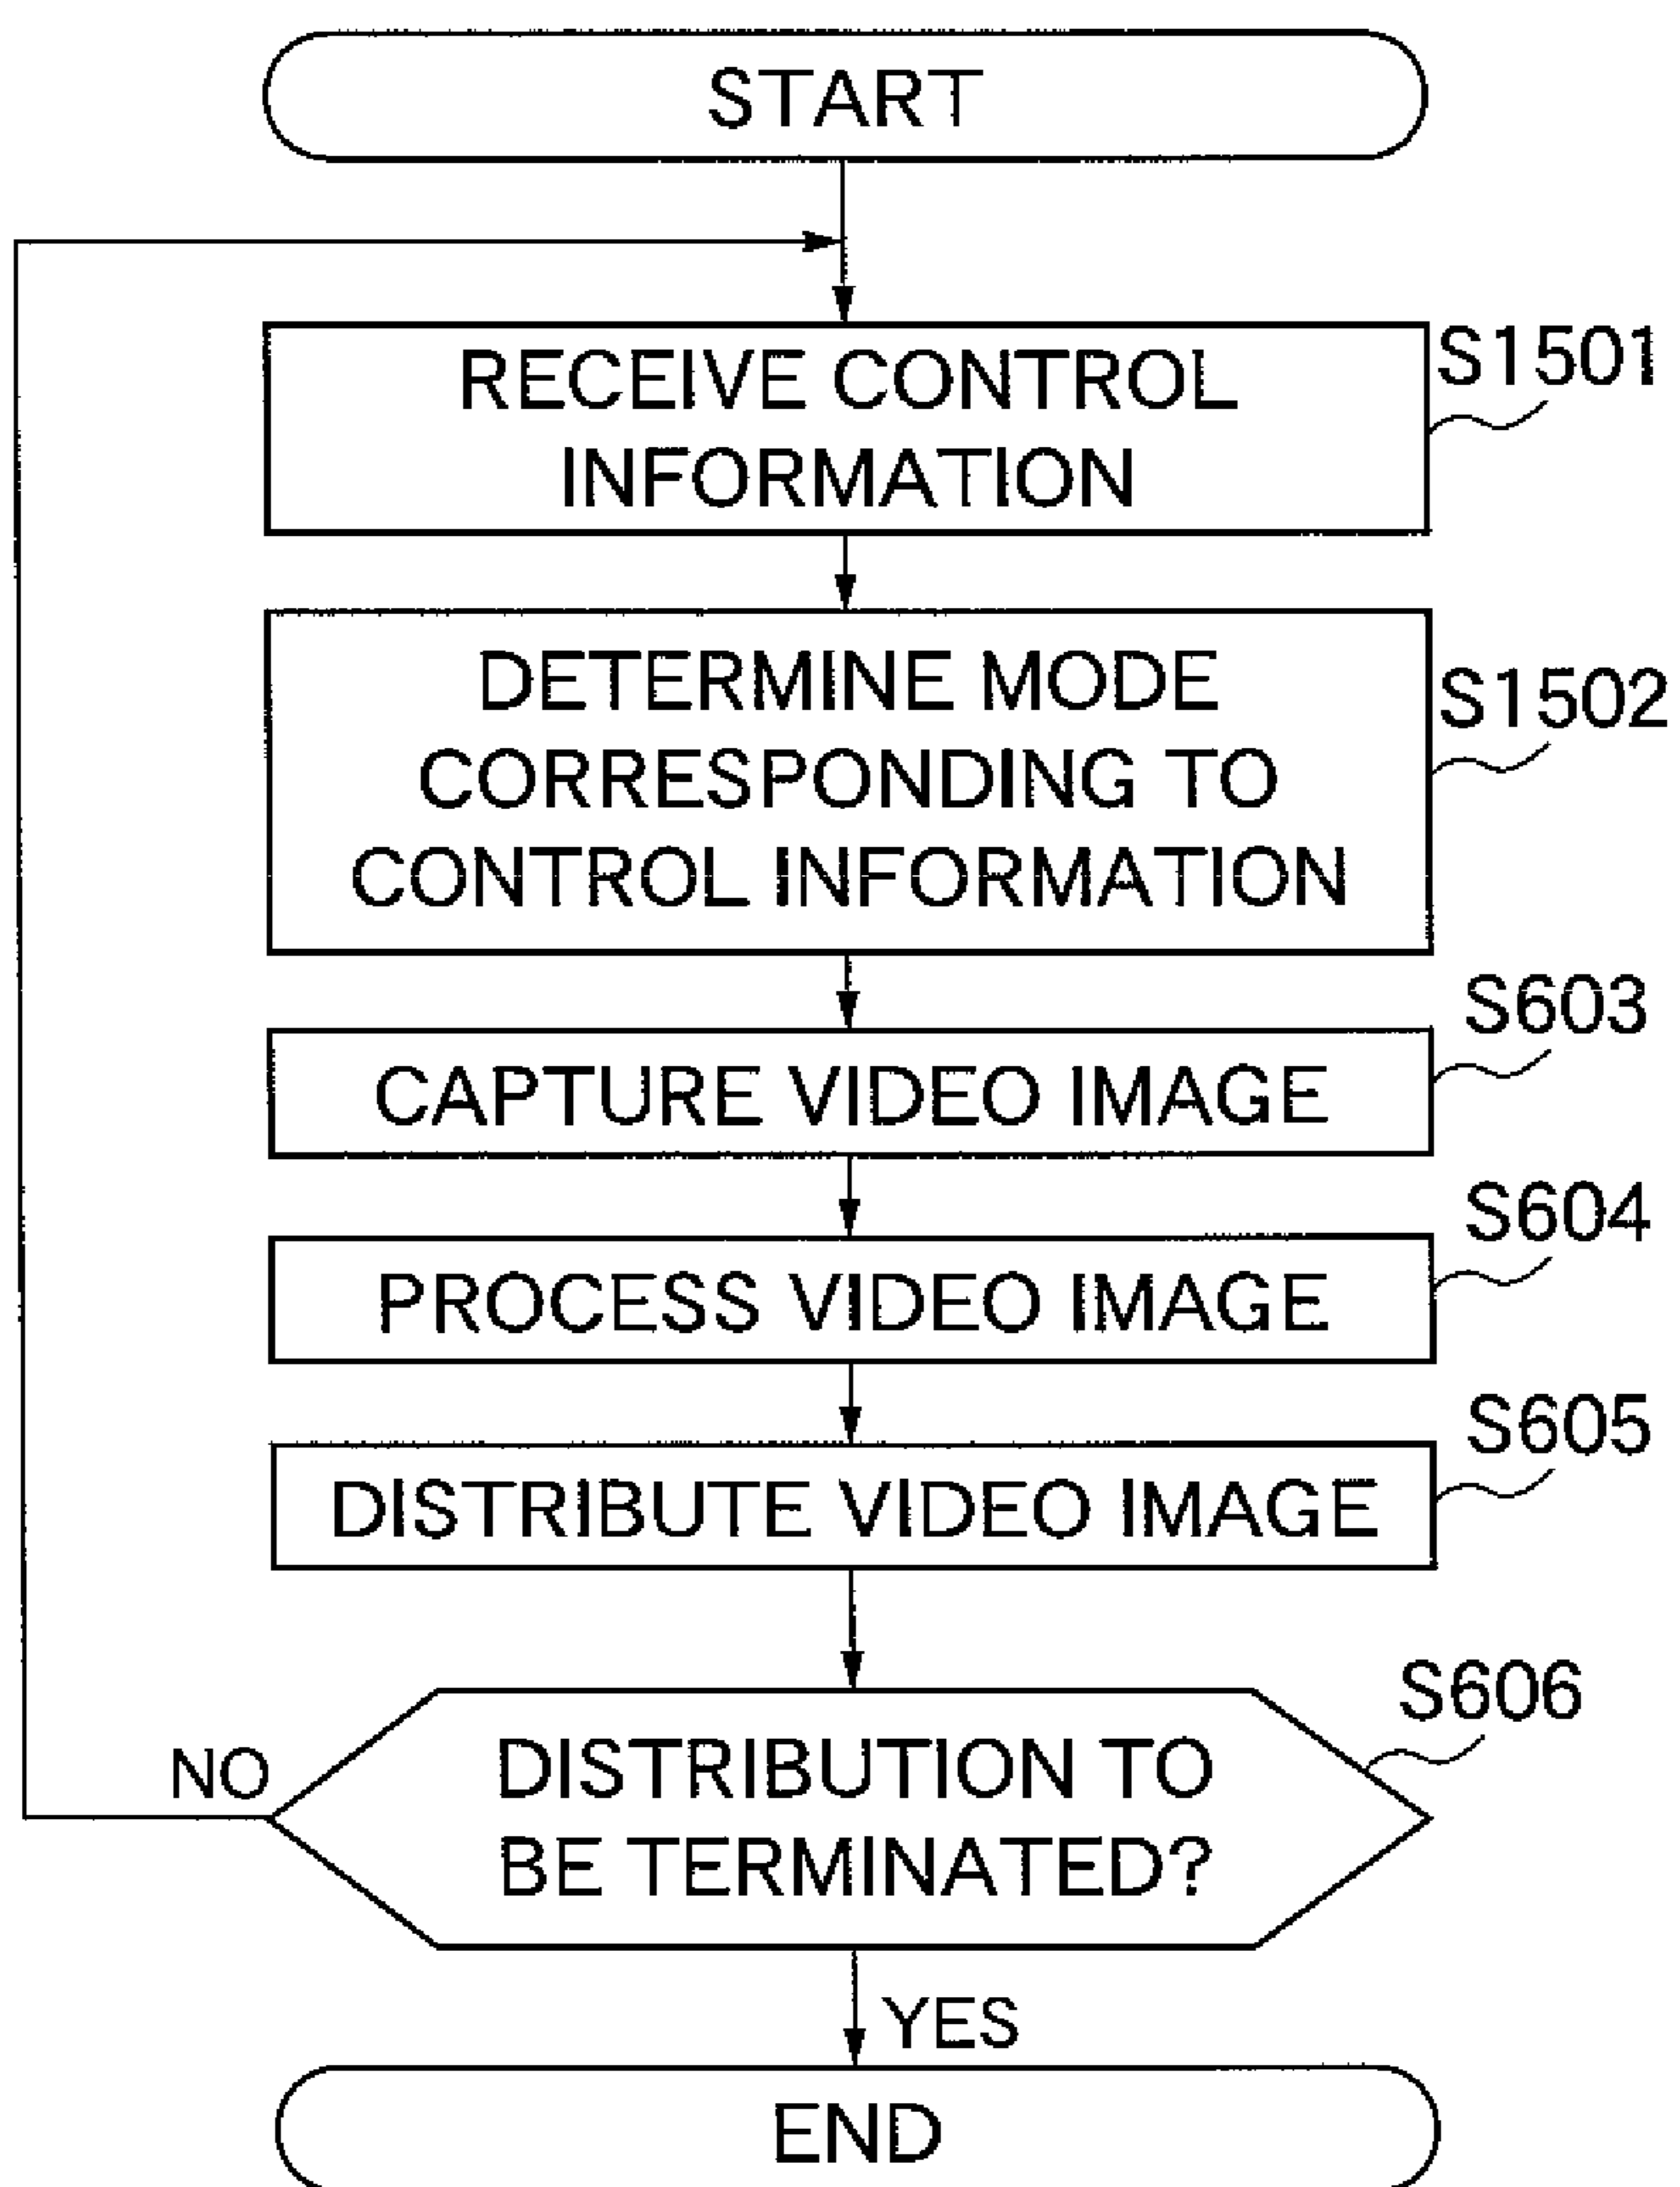 START
RECEIVE CONTROL
INFORMATION
S1501
DETERMINE MODE
CORRESPONDING TO
CONTROL INFORMATION
S1502
S603
CAPTURE VIDEO IMAGE
S604
PROCESS VIDEO IMAGE
S605
DISTRIBUTE VIDEO IMAGE
S606
DISTRIBUTION TO
BE TERMINATED?
NO
YES
END